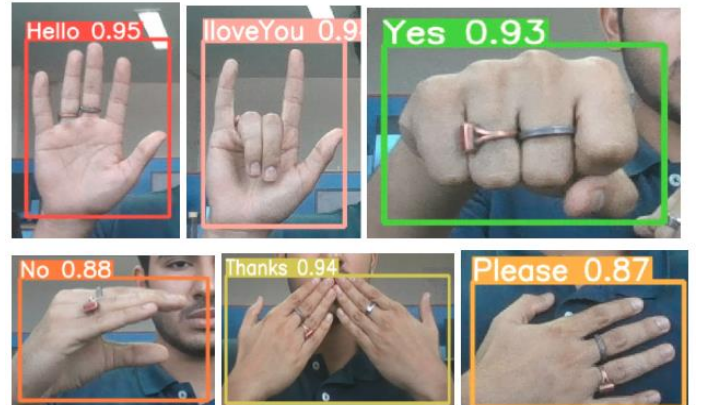 Hello 0.95
IloveYou 0.9
Yes 0.93
No 0.88
Thanks 0.94
Please 0.87